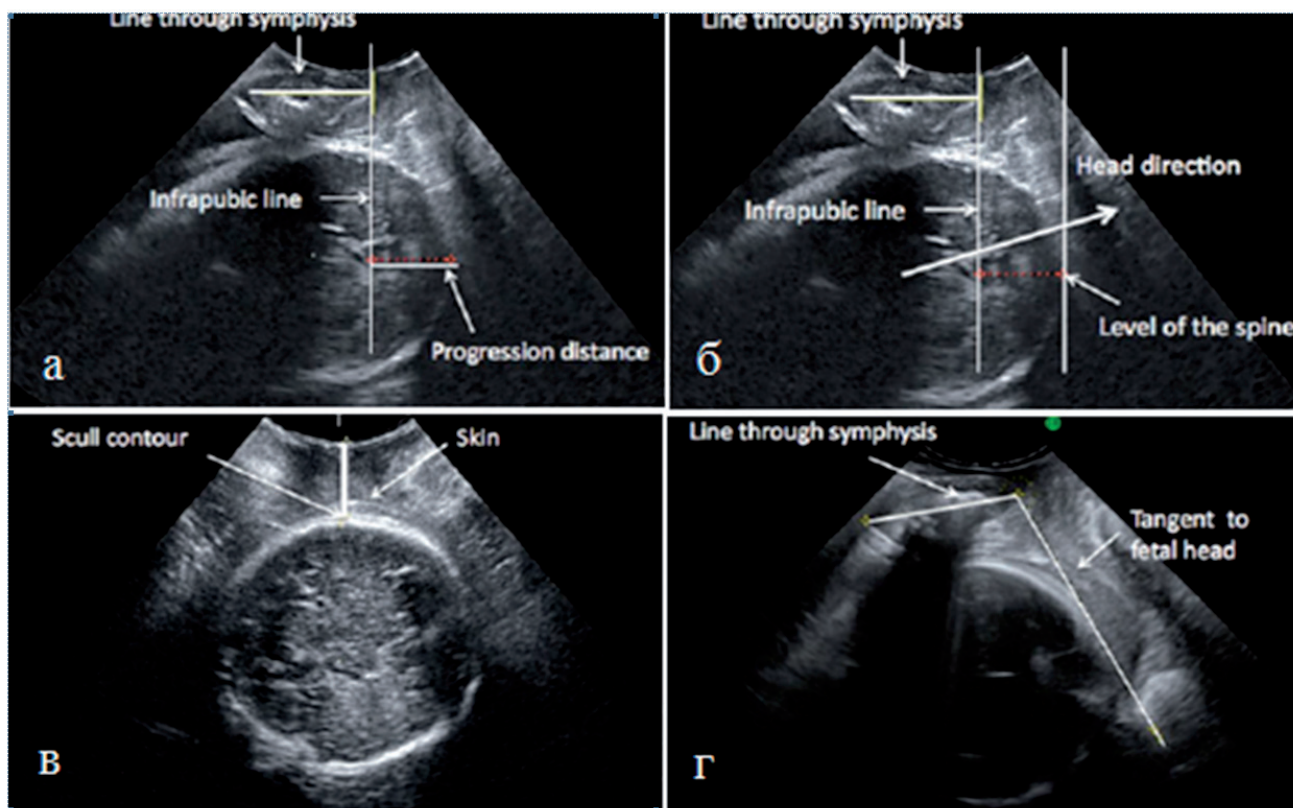 Line through symphysis
Infrapubic line
Progression distance
а
Line through symphysis
Head direction
Infrapubic line
Level of the spine
б
Scull contour
Skin
в
Line through symphysis
Tangent to
fetal head
г